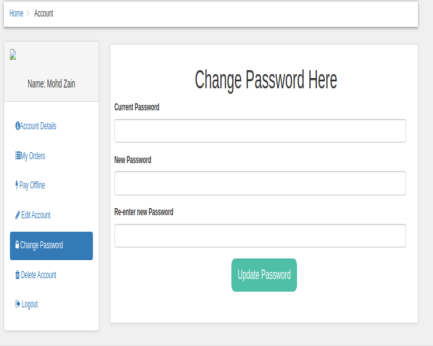 Home > Account
Name: Mohd Zain
Account Details
My Orders
Pay Offline
Edit Account
Change Password
Delete Account
Logout
Change Password Here
Current Password
New Password
Re-enter new Password
Update Password